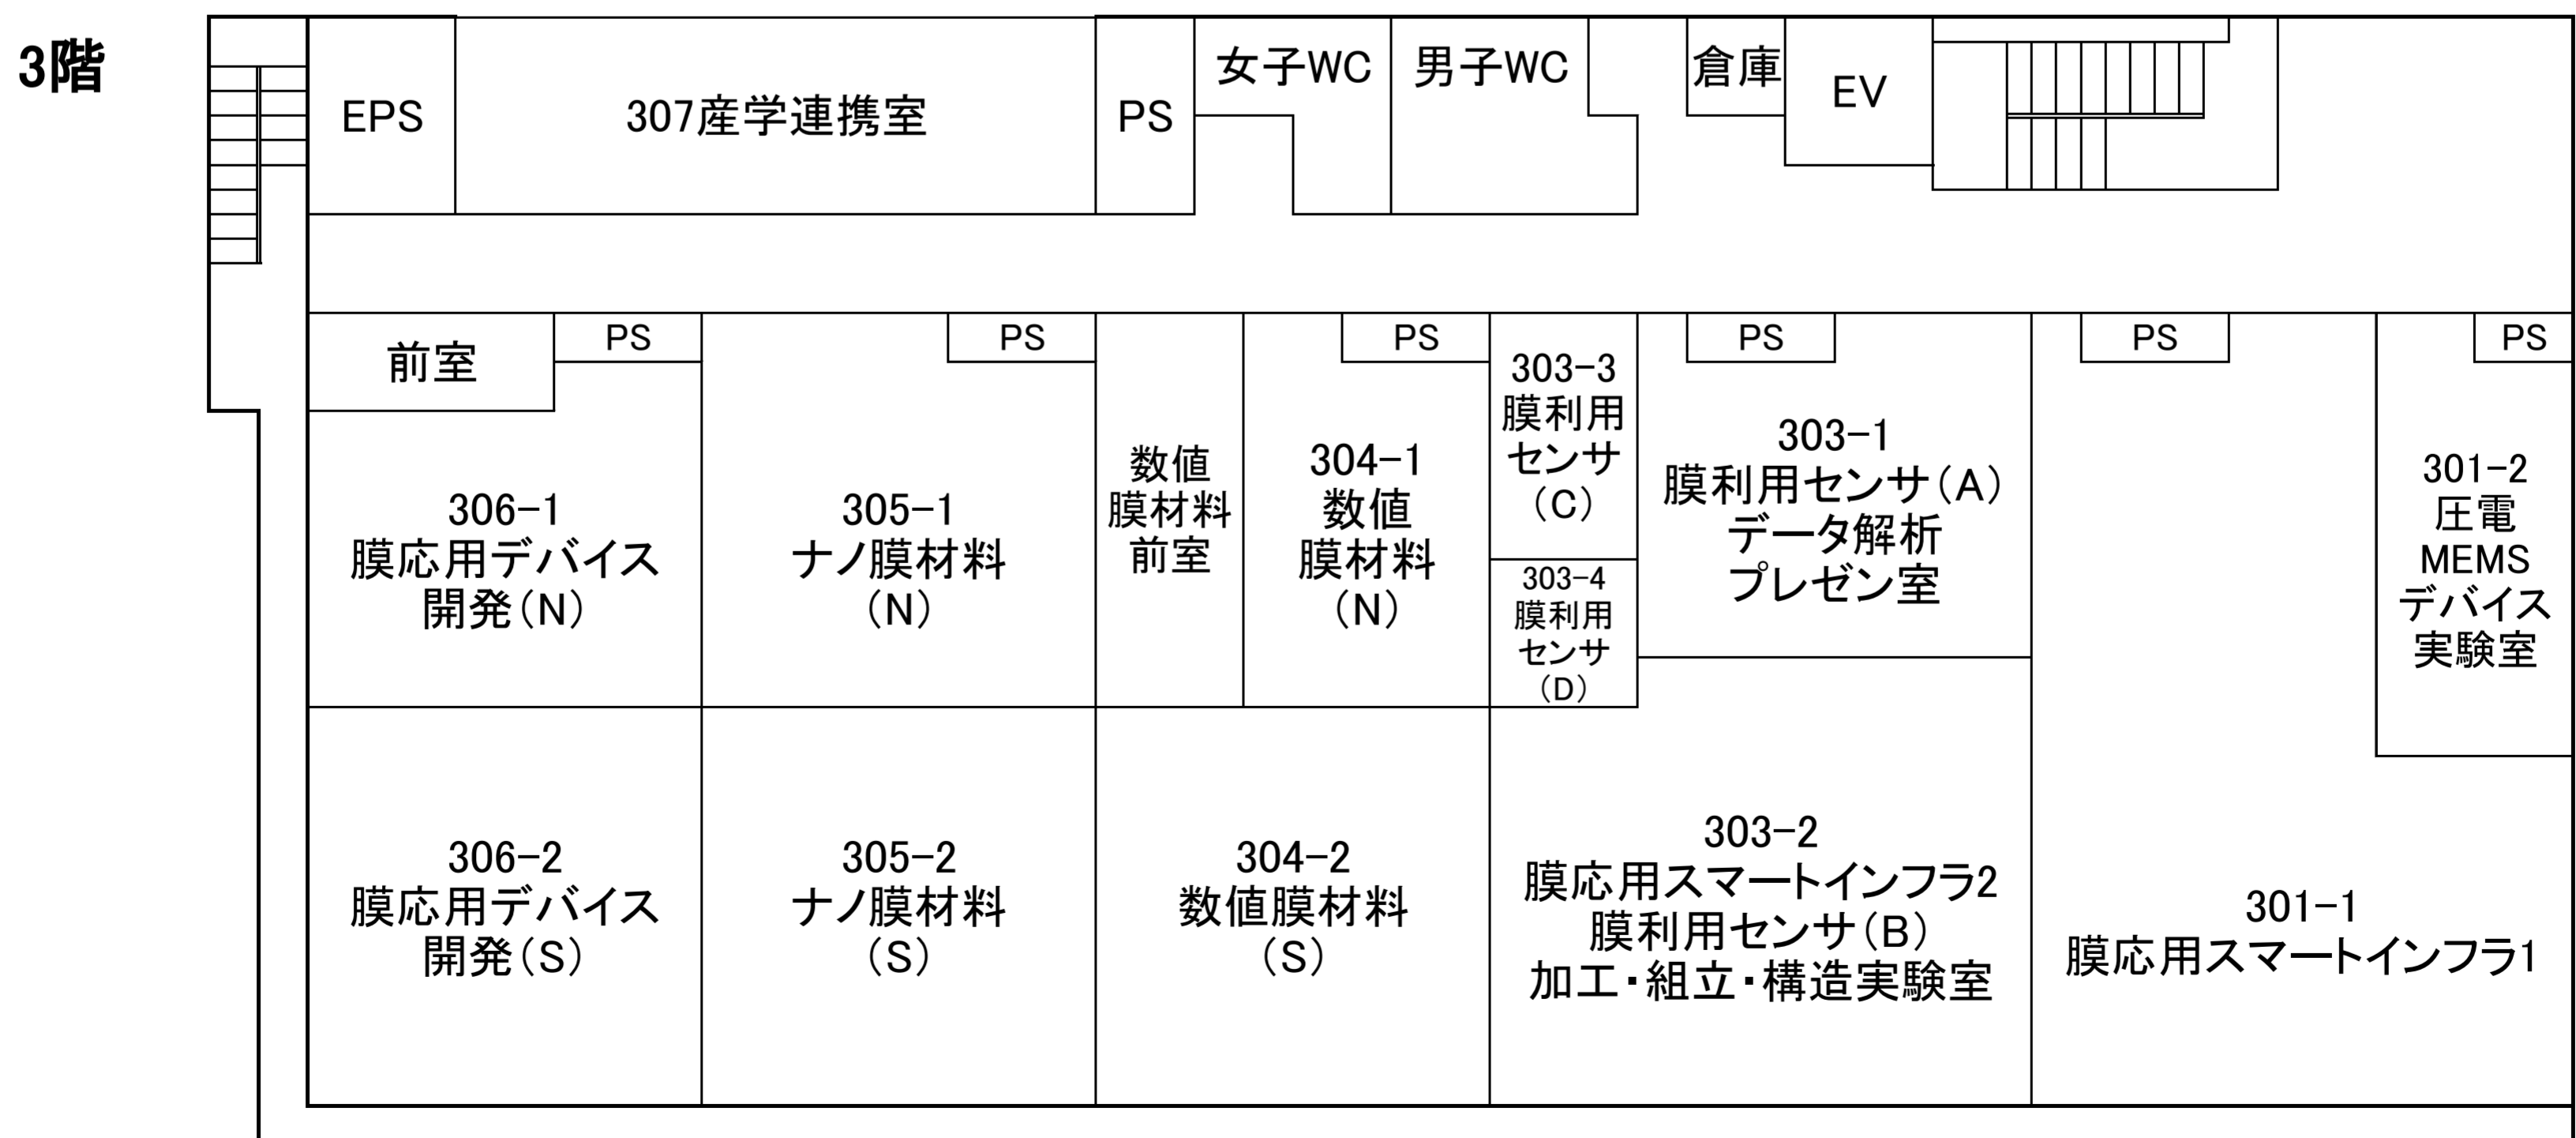 3階
EPS
307産学連携室
PS
女子WC
男子WC
倉庫
EV
前室
PS
PS
PS
PS
PS
PS
306-1
膜応用デバイス
開発(N)
305-1
ナノ膜材料
(N)
数値
膜材料
前室
304-1
数値
膜材料
(N)
303-3
膜利用
センサ
(C)
303-4
膜利用
センサ
(D)
303-1
膜利用センサ(A)
データ解析
プレゼン室
301-2
圧電
MEMS
デバイス
実験室
306-2
膜応用デバイス
開発(S)
305-2
ナノ膜材料
(S)
304-2
数値膜材料
(S)
303-2
膜応用スマートインフラ2
膜利用センサ(B)
加工・組立・構造実験室
301-1
膜応用スマートインフラ1